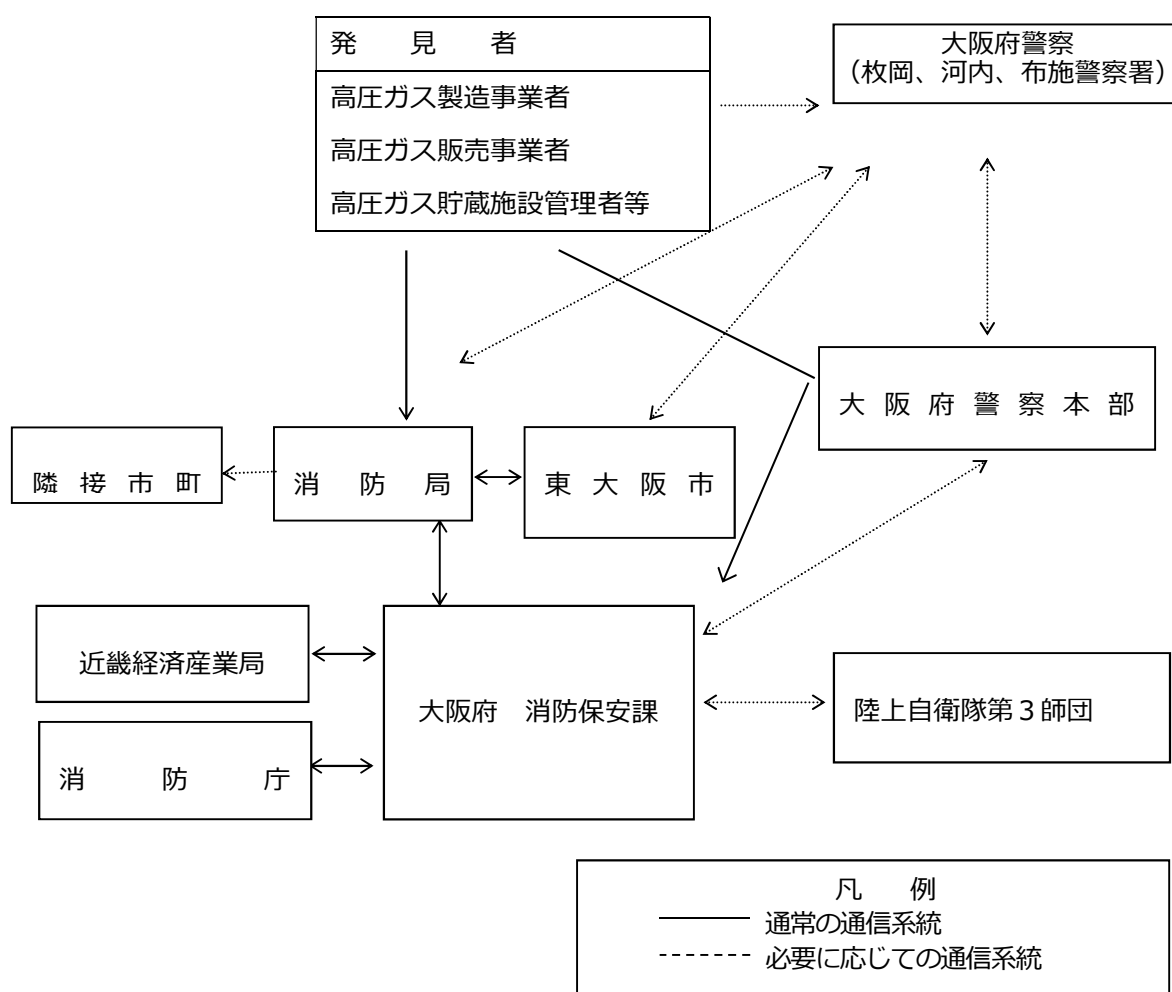 発　見　者
高圧ガス製造事業者
高圧ガス販売事業者
高圧ガス貯蔵施設管理者等
大阪府警察
（枚岡、河内、布施警察署）
大阪府警察本部
隣接市町
消防局
東大阪市
近畿経済産業局
大阪府　消防保安課
陸上自衛隊第３師団
消防庁
凡　例
通常の通信系統
必要に応じての通信系統